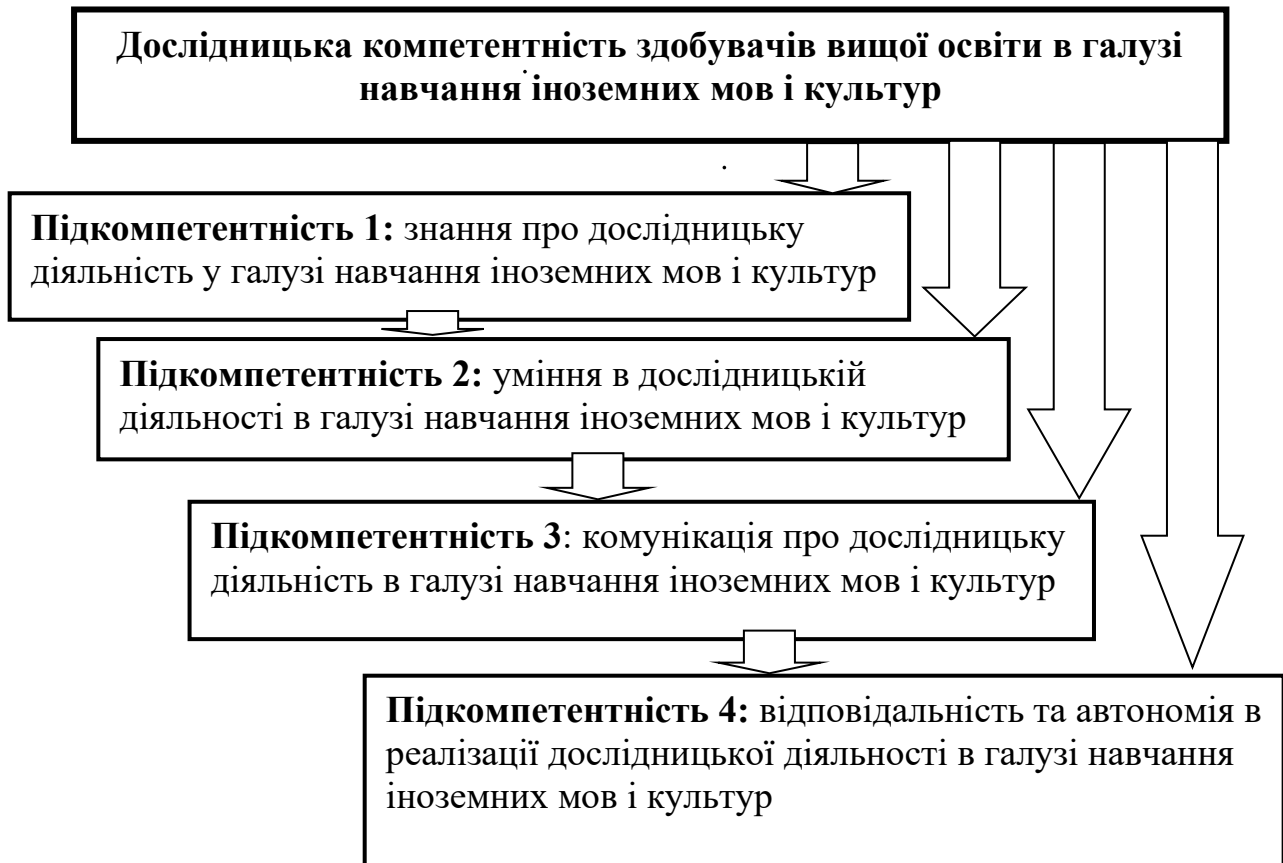 Дослідницька компетентність здобувачів вищої освіти в галузі
навчання іноземних мов і культур
Підкомпетентність 1: знання про дослідницьку
діяльність у галузі навчання іноземних мов і культур
Підкомпетентність 2: уміння в дослідницькій
діяльності в галузі навчання іноземних мов і культур
Підкомпетентність 3: комунікація про дослідницьку
діяльність в галузі навчання іноземних мов і культур
Підкомпетентність 4: відповідальність та автономія в
реалізації дослідницької діяльності в галузі навчання
іноземних мов і культур